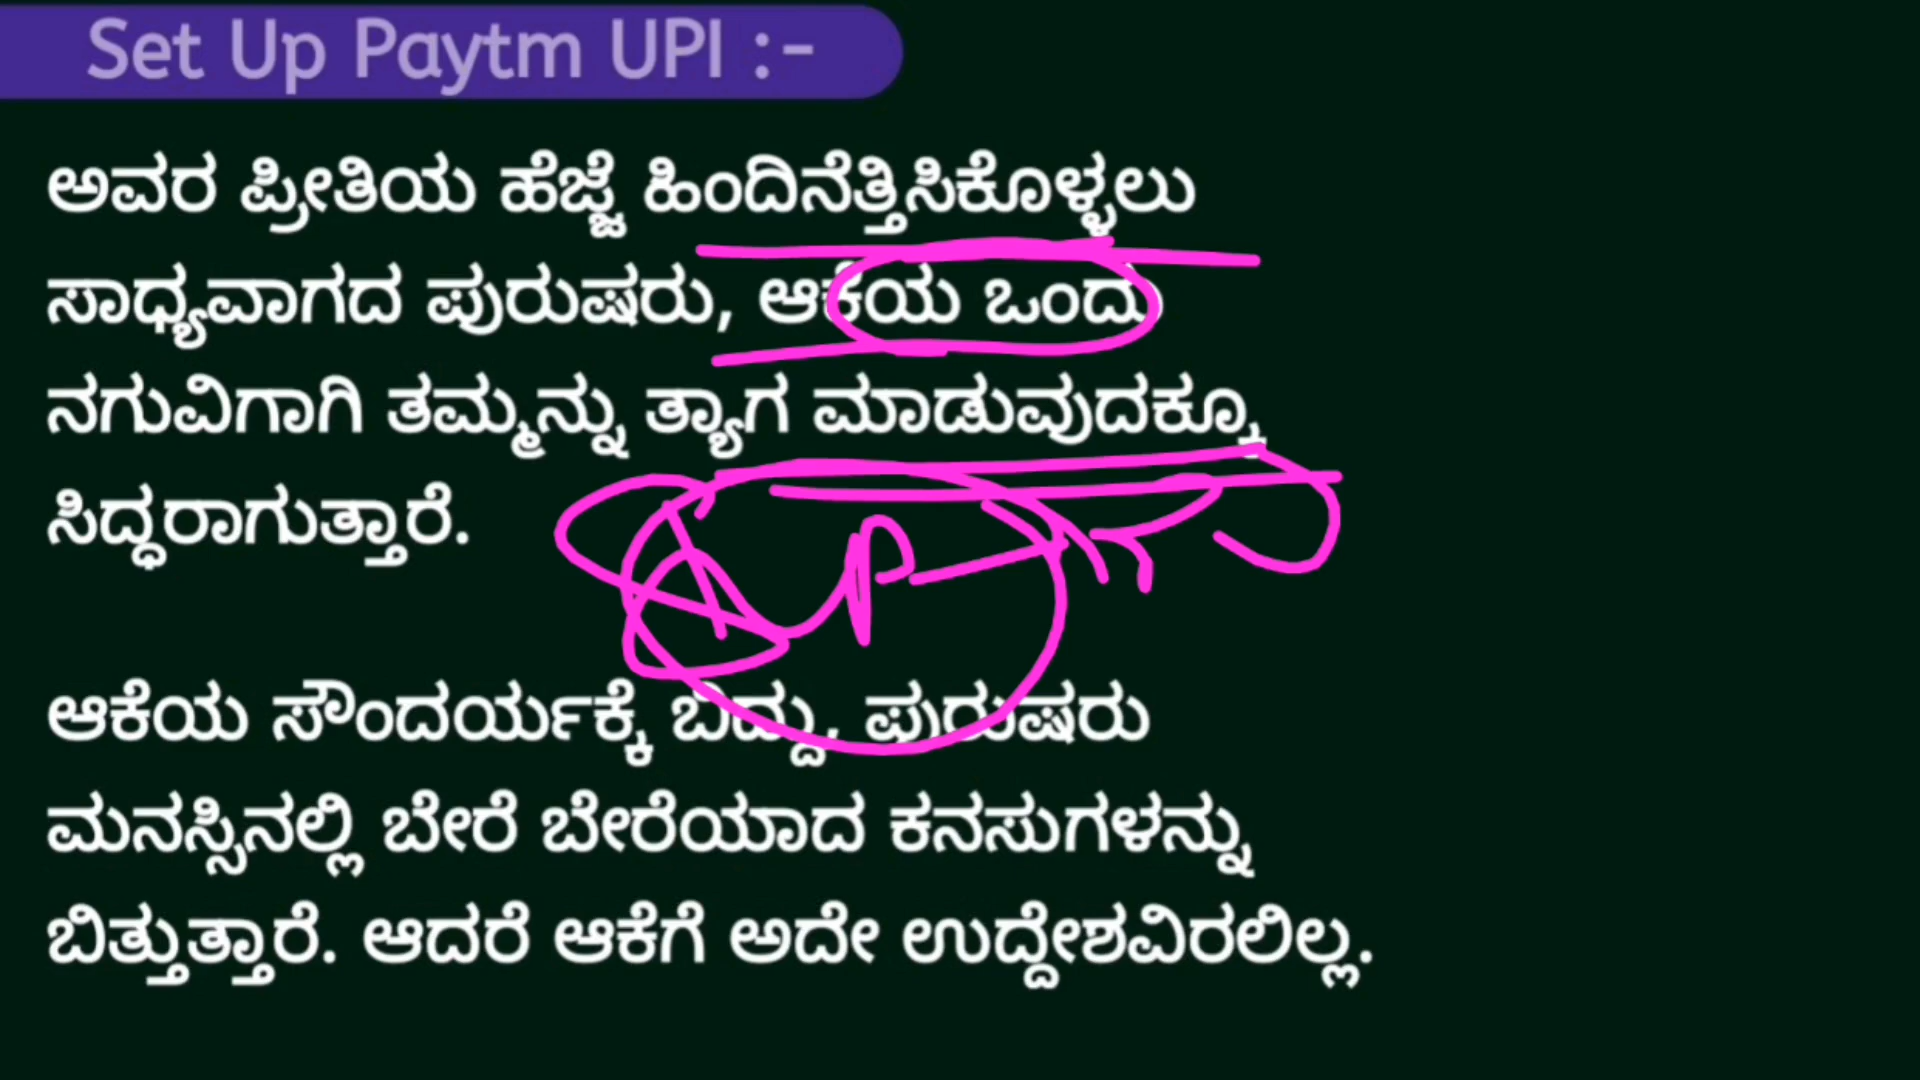 Set Up Paytm UPI :-
ಅವರ ಪ್ರೀತಿಯ ಹೆಜ್ಜೆ ಹಿಂದಿನೆತ್ತಿಸಿಕೊಳ್ಳಲು
ಸಾಧ್ಯವಾಗದ ಪುರುಷರು, ಆಕೆಯ ಒಂದು
ನಗುವಿಗಾಗಿ ತಮ್ಮನ್ನು ತ್ಯಾಗ ಮಾಡುವುದಕ್ಕೂ
ಸಿದ್ಧರಾಗುತ್ತಾರೆ.
ಆಕೆಯ ಸೌಂದರ್ಯಕ್ಕೆ ಬಿದ್ದು, ಪುರುಷರು
ಮನಸ್ಸಿನಲ್ಲಿ ಬೇರೆ ಬೇರೆಯಾದ ಕನಸುಗಳನ್ನು
ಬಿತ್ತುತ್ತಾರೆ. ಆದರೆ ಆಕೆಗೆ ಅದೇ ಉದ್ದೇಶವಿರಲಿಲ್ಲ.